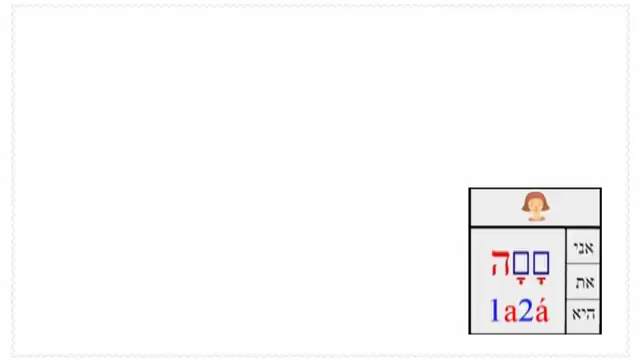 אני
את
היא
□ָ□ָה
1a2á